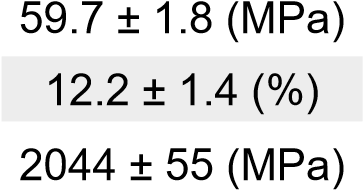 59.7 ± 1.8 (MPa)
12.2 ± 1.4 (%)
2044 ± 55 (MPa)